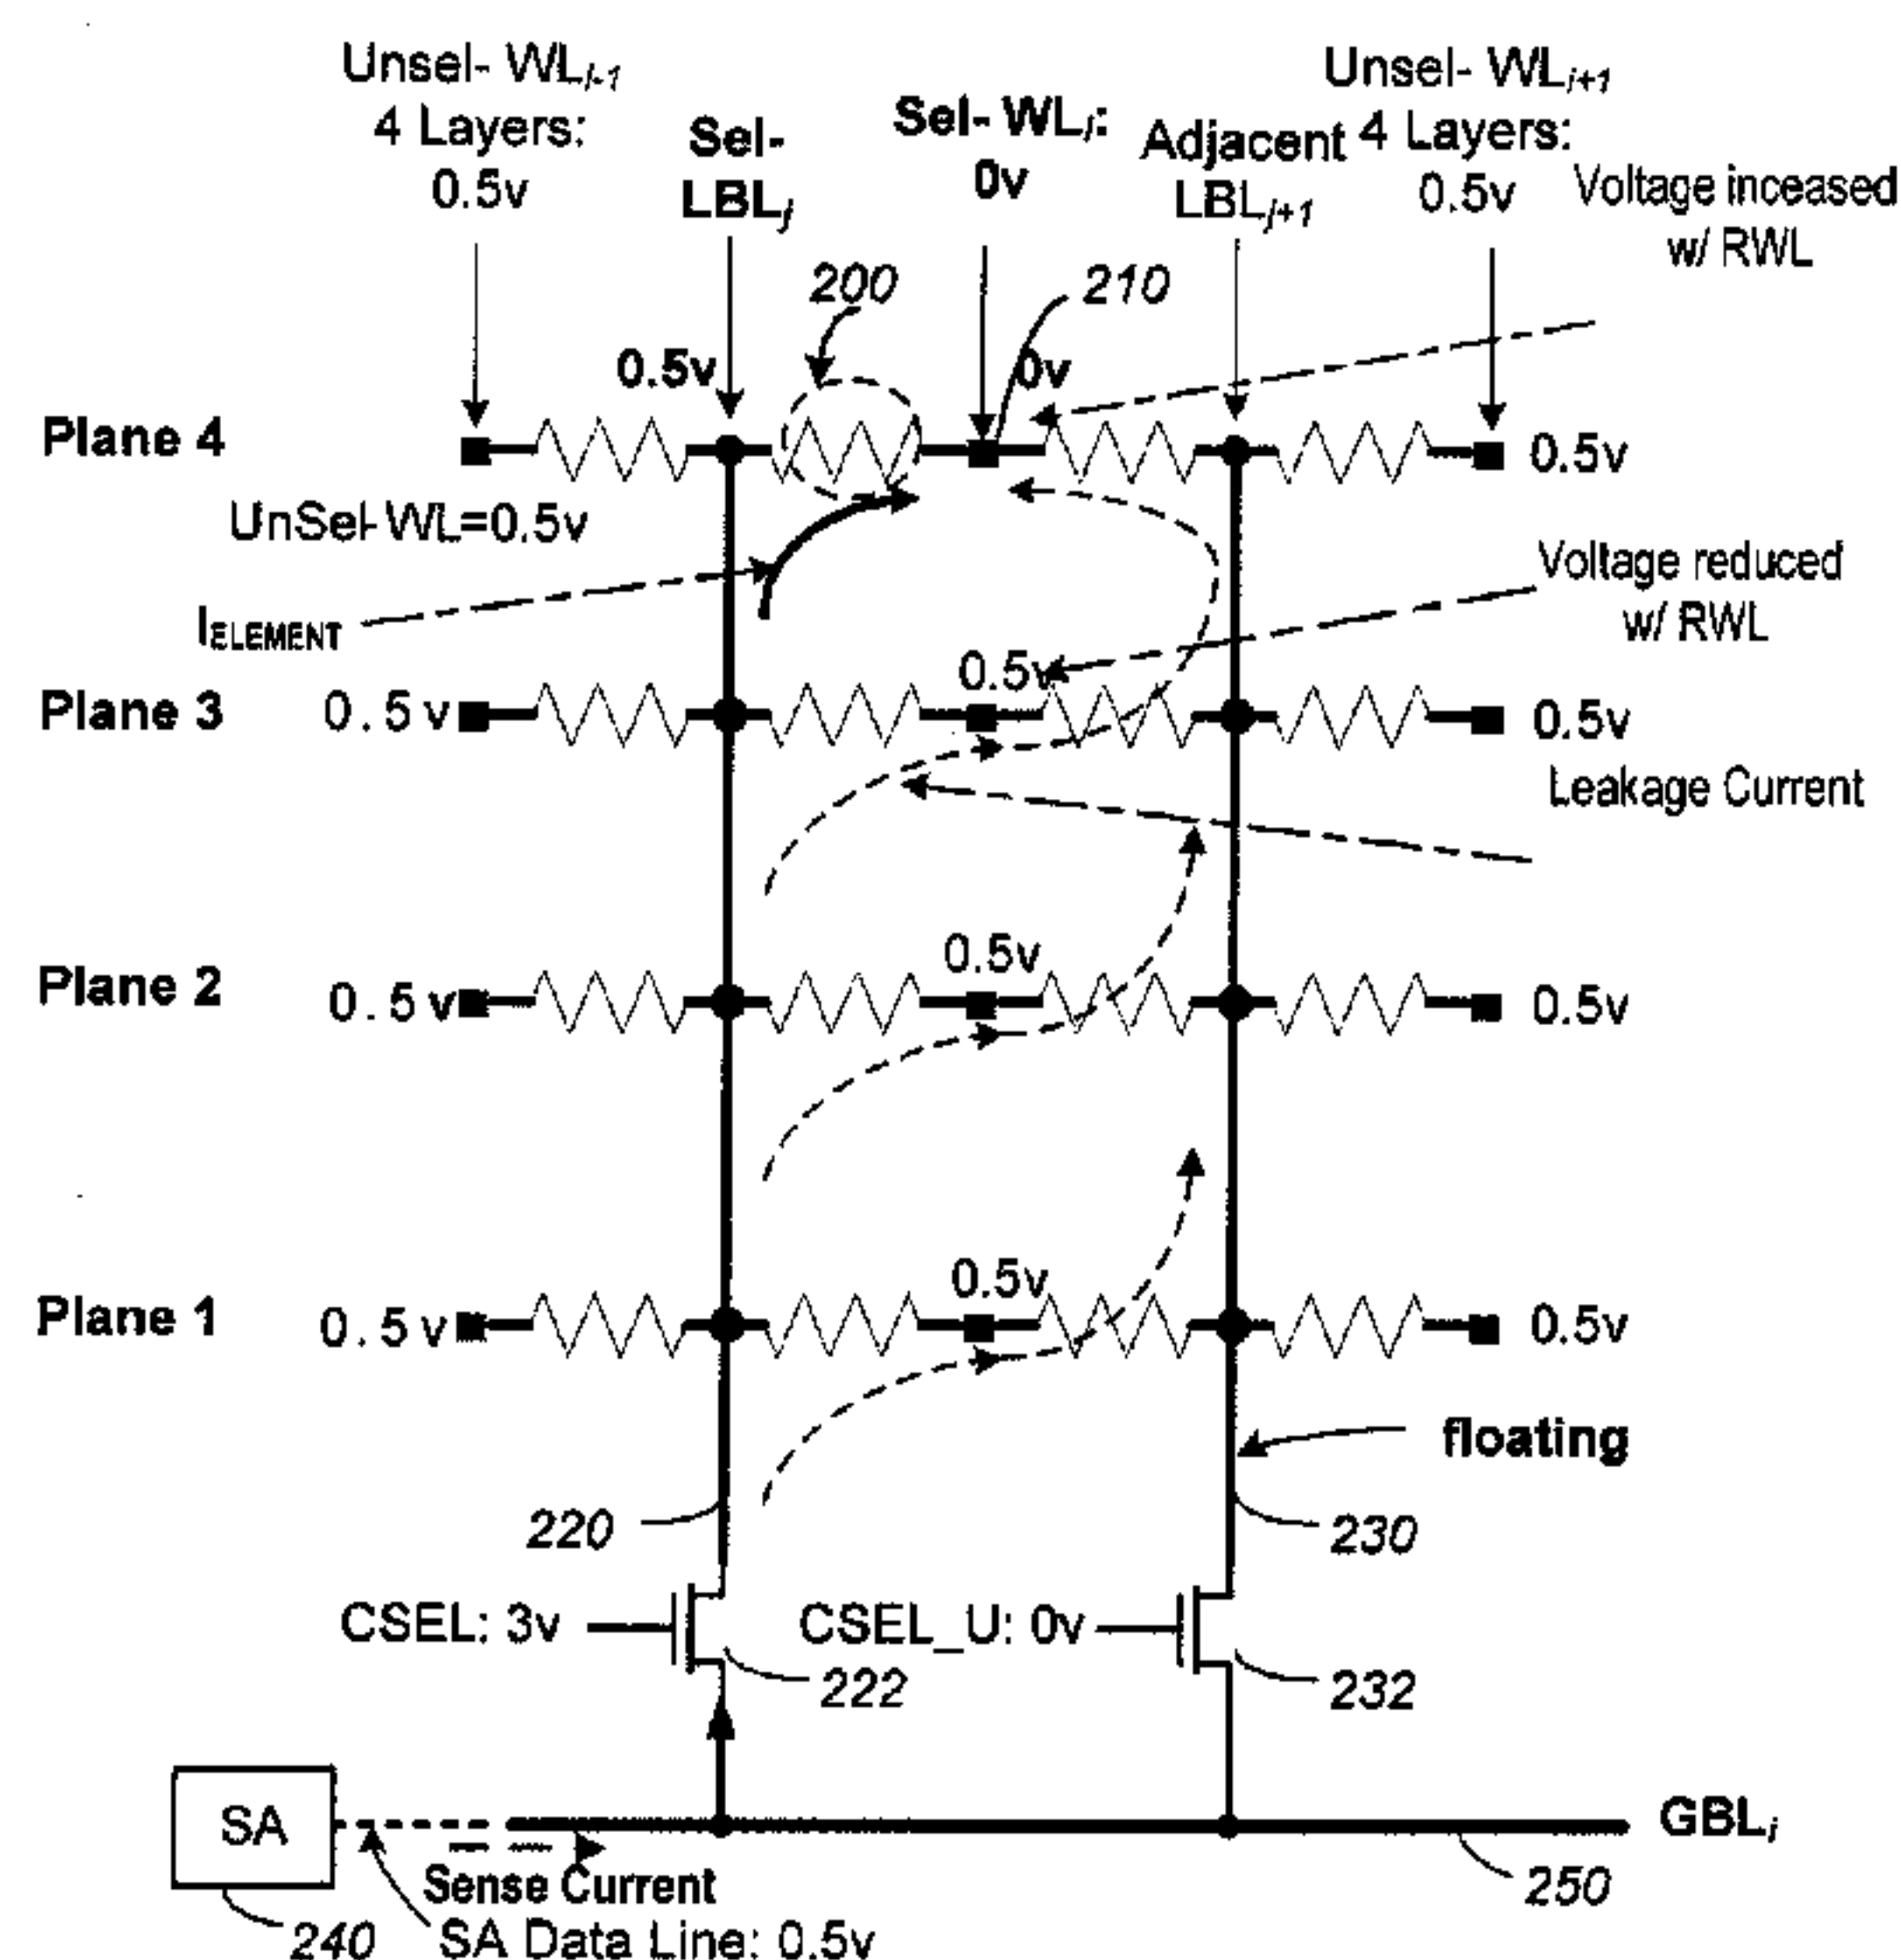 Unsel- WLj-1
4 Layers:
0.5v
Sel-
LBLj
Sel- WLj:
0v
Adjacent
LBLj+1
Unsel- WLj+1
4 Layers:
0.5v
Voltage inceased
w/ RWL
200
210
0.5v
0v
Plane 4
0.5v
UnSel-WL=0.5v
IELEMENT
Voltage reduced
w/ RWL
0.5v
Plane 3
0.5v
0.5v
Leakage Current
0.5v
Plane 2
0.5v
0.5v
0.5v
Plane 1
0.5v
0.5v
floating
220
230
CSEL: 3v
CSEL_U: 0v
222
232
SA
GBLj
Sense Current
250
240
SA Data Line: 0.5v